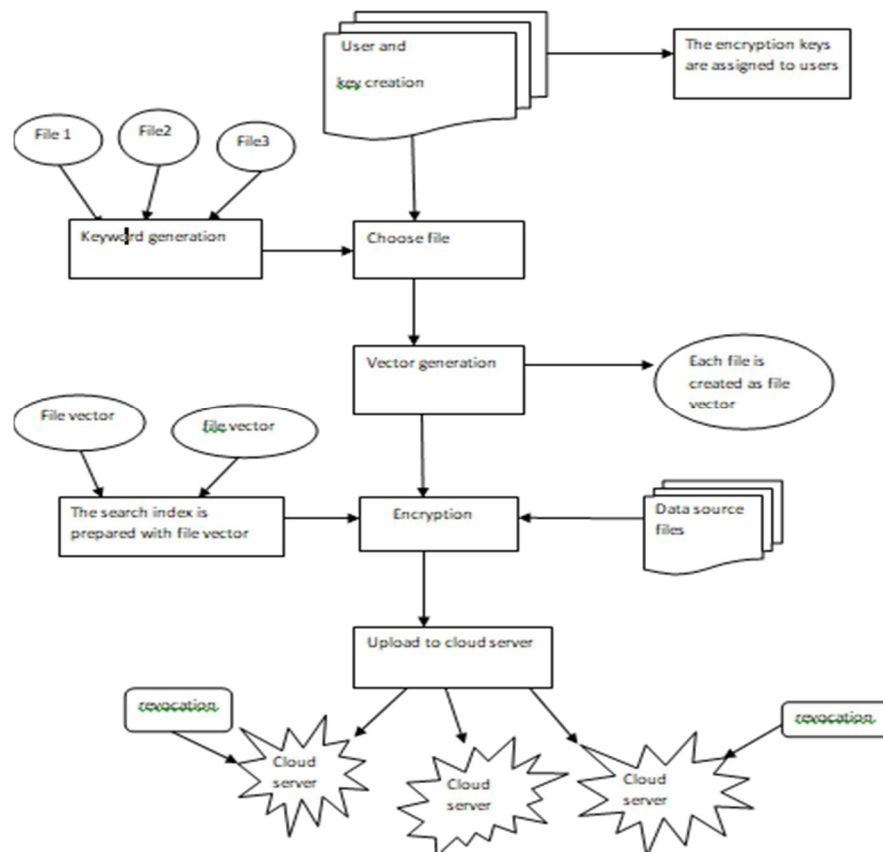 User and
key creation
The encryption keys
are assigned to users
File 1
File2
File3
Keyword generation
Choose file
Vector generation
Each file is
created as file
vector
File vector
file vector
The search index is
prepared with file vector
Encryption
Data source
files
Upload to cloud server
revocation
revocation
Cloud
server
Cloud
server
Cloud
server